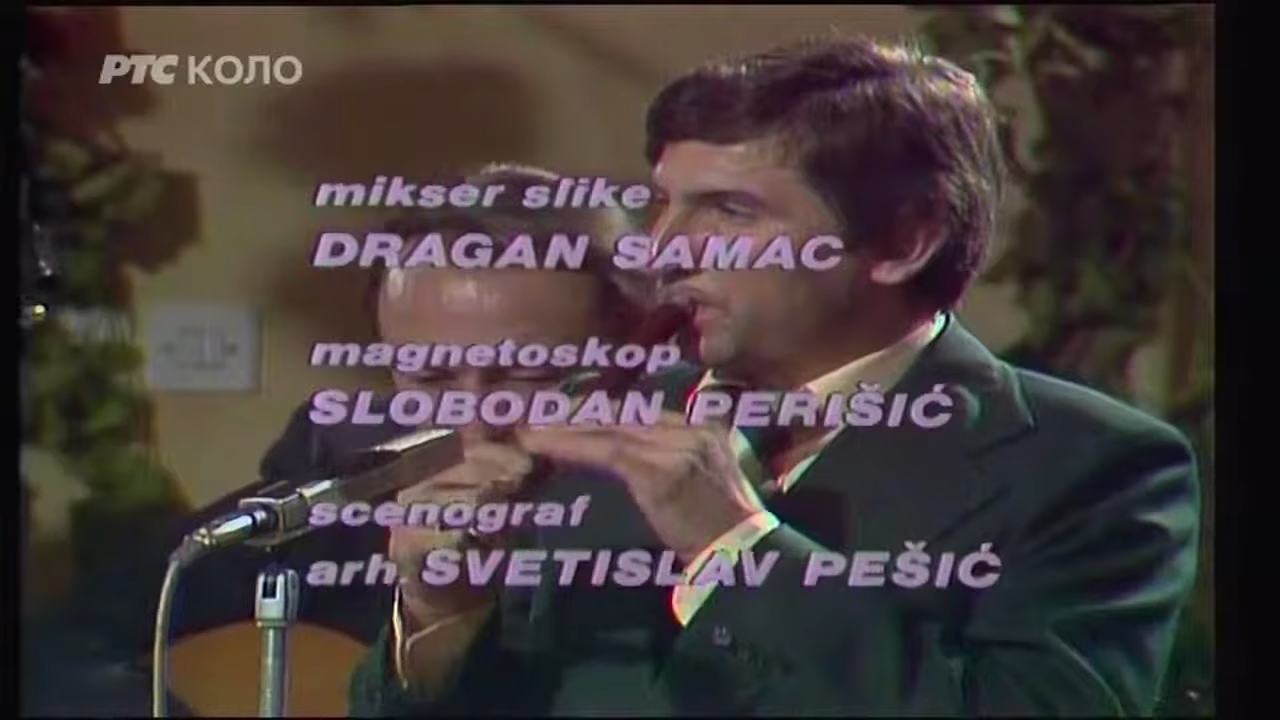 РТС КОЛО
mikser slike
DRAGAN SAMAC
magnetoskop
SLOBODAN PERIŠIĆ
scenograf
arh. SVETISLAV PEŠIĆ